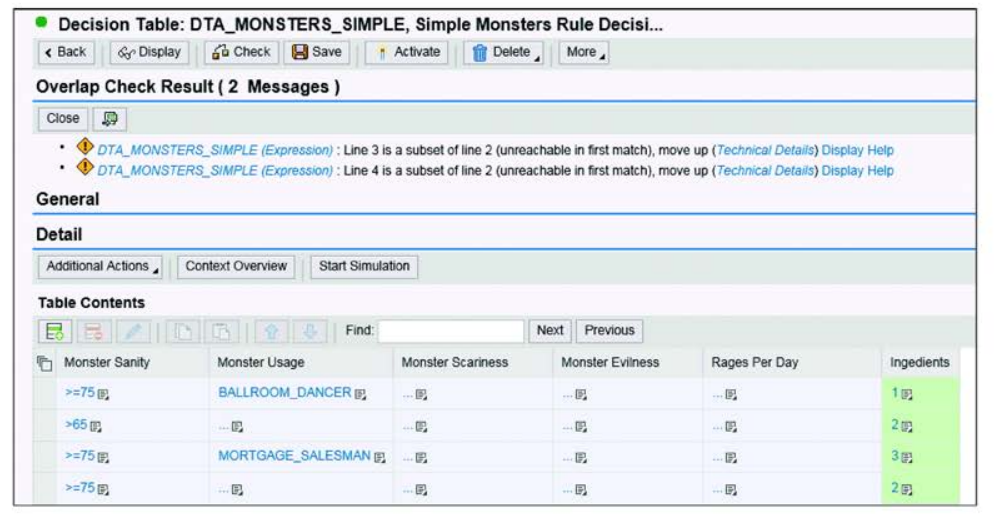 Decision Table: DTA_MONSTERS_SIMPLE, Simple Monsters Rule Decisi...
Back Display Check Save Activate Delete More
Overlap Check Result ( 2 Messages )
Close
• DTA_MONSTERS_SIMPLE (Expression) : Line 3 is a subset of line 2 (unreachable in first match), move up (Technical Details) Display Help
• DTA_MONSTERS_SIMPLE (Expression) : Line 4 is a subset of line 2 (unreachable in first match), move up (Technical Details) Display Help
General
Detail
Additional Actions Context Overview Start Simulation
Table Contents
Find: Next Previous
Monster Sanity Monster Usage Monster Scariness Monster Evilness Rages Per Day Ingedients
>=75 BALLROOM_DANCER ... ... ... 1
>65 ... ... ... ... 2
>=75 MORTGAGE_SALESMAN ... ... ... 3
>=75 ... ... ... ... 2